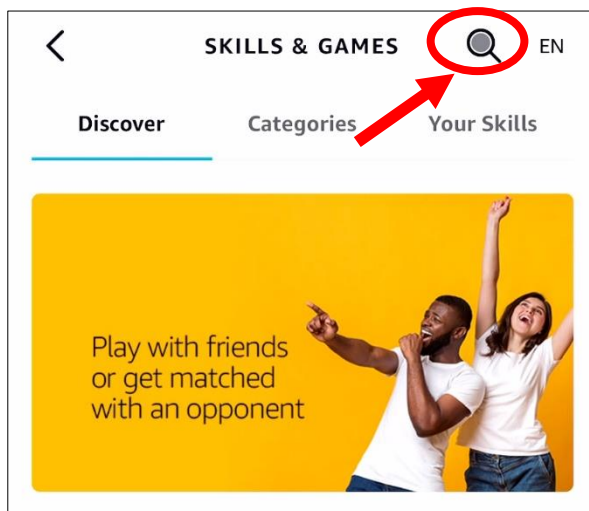 SKILLS & GAMES EN
Discover Categories Your Skills
Play with friends
or get matched
with an opponent